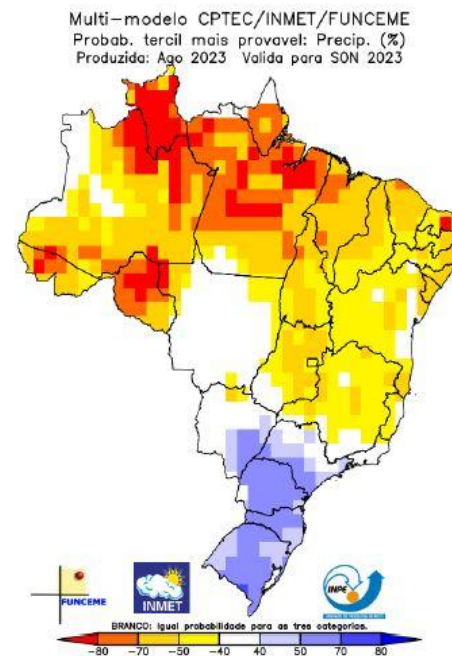 Multi-modelo CPTEC/INMET/FUNCEME
Probab. tercil mais provavel: Precip. (%)
Produzida: Ago 2023 Valida para SON 2023
FUNCEME
INMET
INPE
BRANCO: Igual probabilidade para as tres categorias.
-80 -70 -50 -40 40 50 70 80